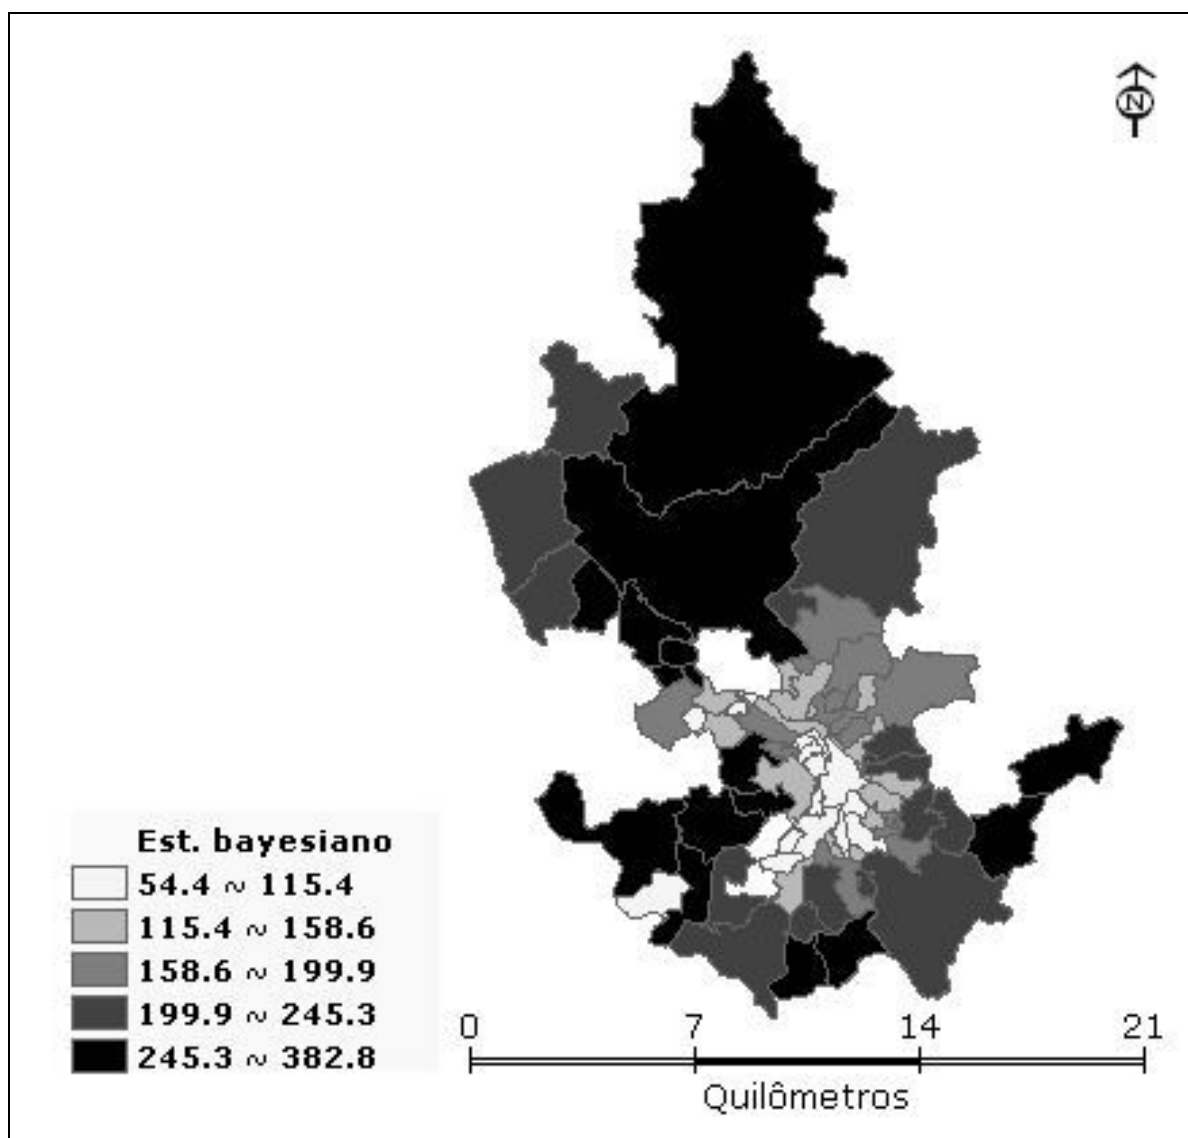 N
Est. bayesiano
54.4 ~ 115.4
115.4 ~ 158.6
158.6 ~ 199.9
199.9 ~ 245.3
245.3 ~ 382.8
0 7 14 21
Quilômetros